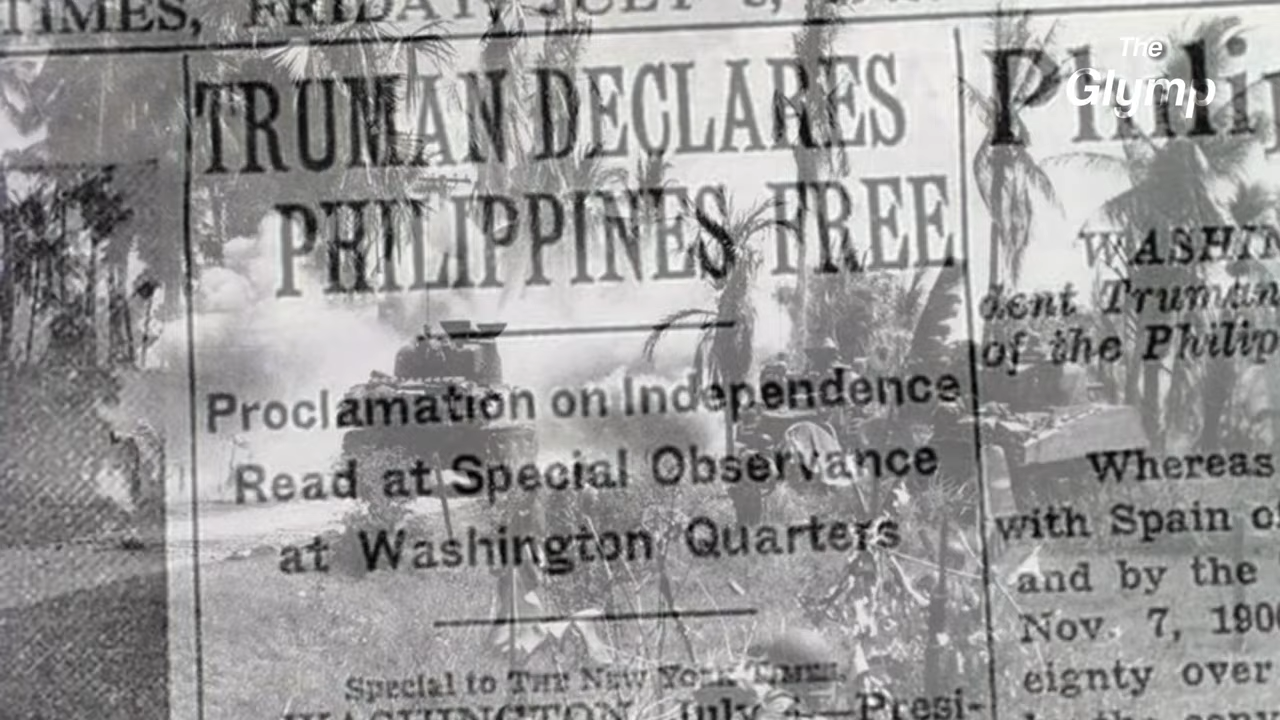 TIMES, FRIDAY, JULY
The
Glymp
TRUMAN DECLARES
PHILIPPINES FREE
Proclamation on Independence
Read at Special Observance
at Washington Quarters
Special to THE NEW YORK TIMES.
WASHINGTON, July 4—Presi-
Philip
WASHIN
dent Truman
of the Philip
Whereas
with Spain
and by the
Nov. 7, 190
eignty over